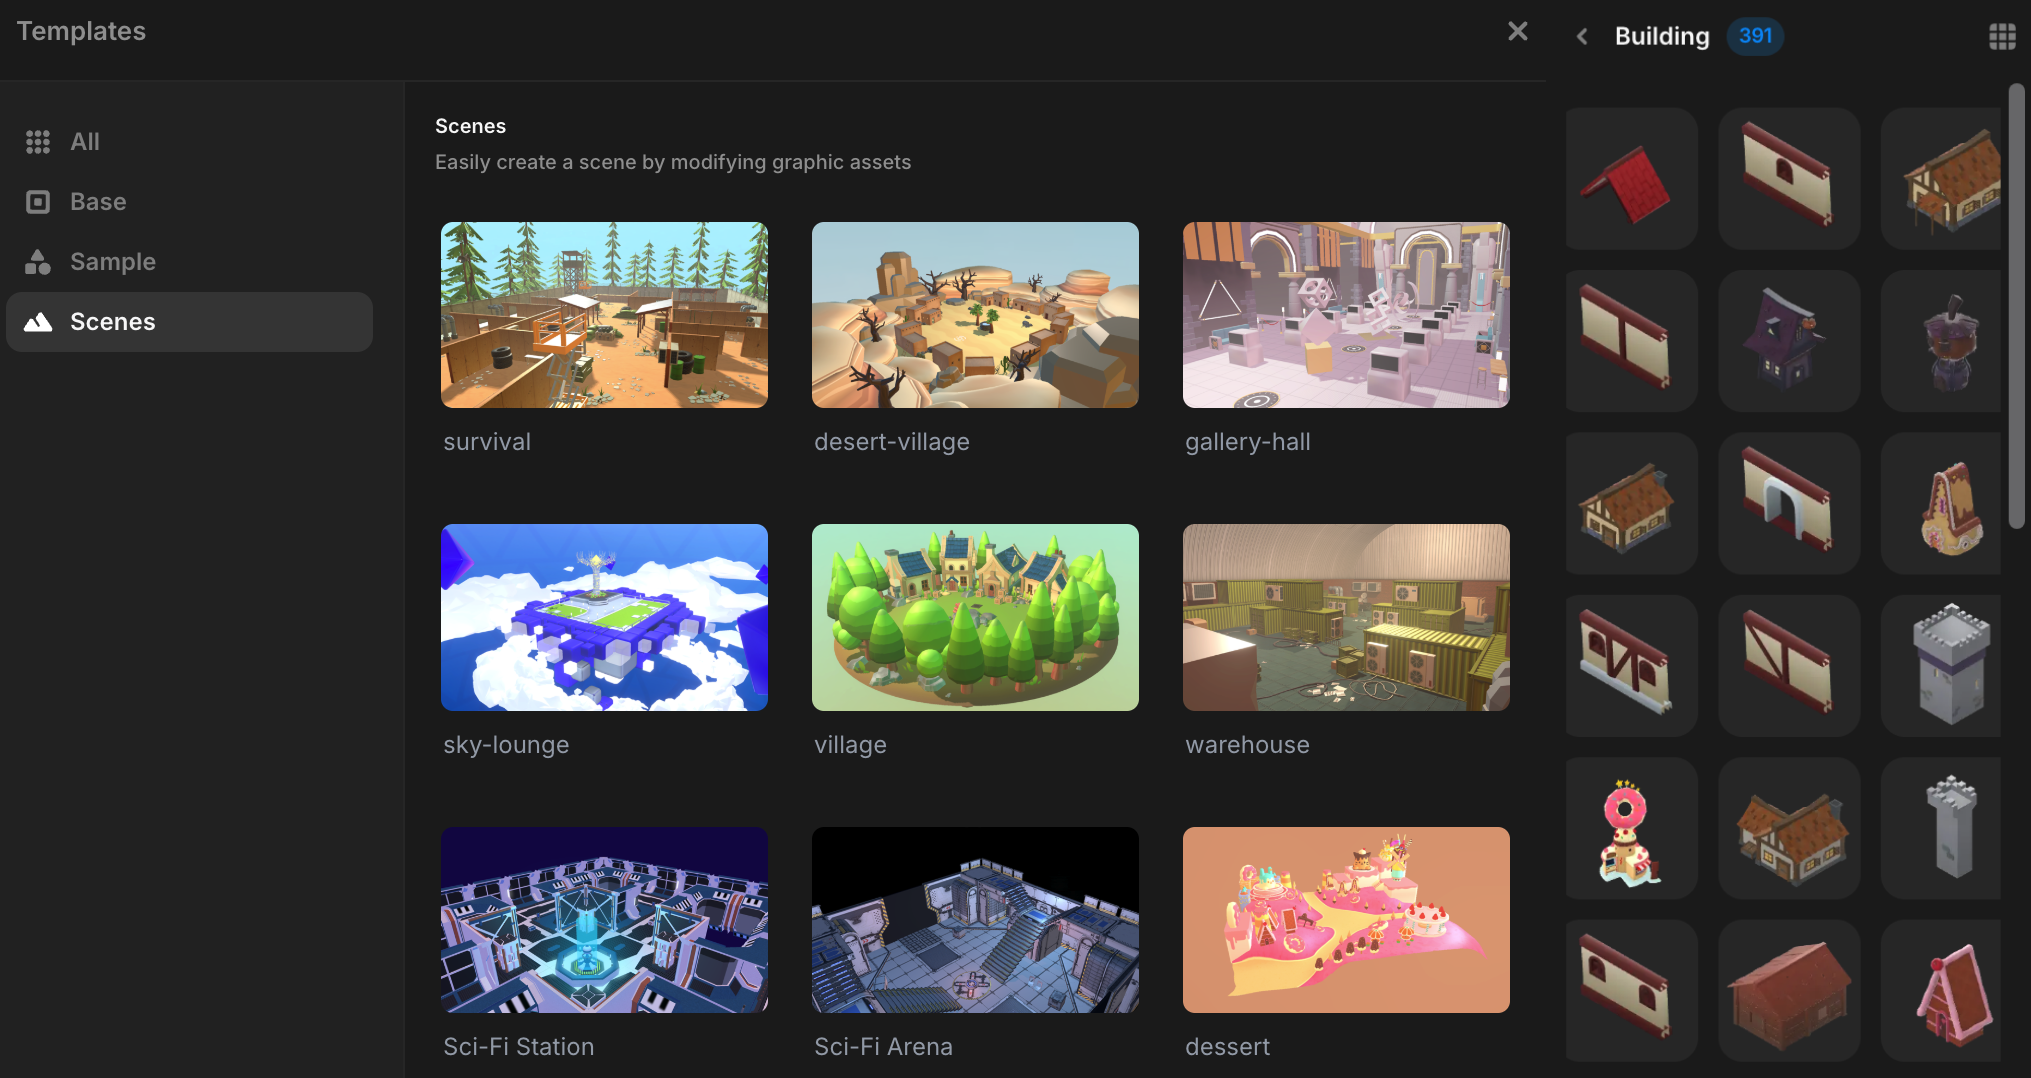 Templates
Building 391
All
Base
Sample
Scenes
Scenes
Easily create a scene by modifying graphic assets
survival
desert-village
gallery-hall
sky-lounge
village
warehouse
Sci-Fi Station
Sci-Fi Arena
dessert